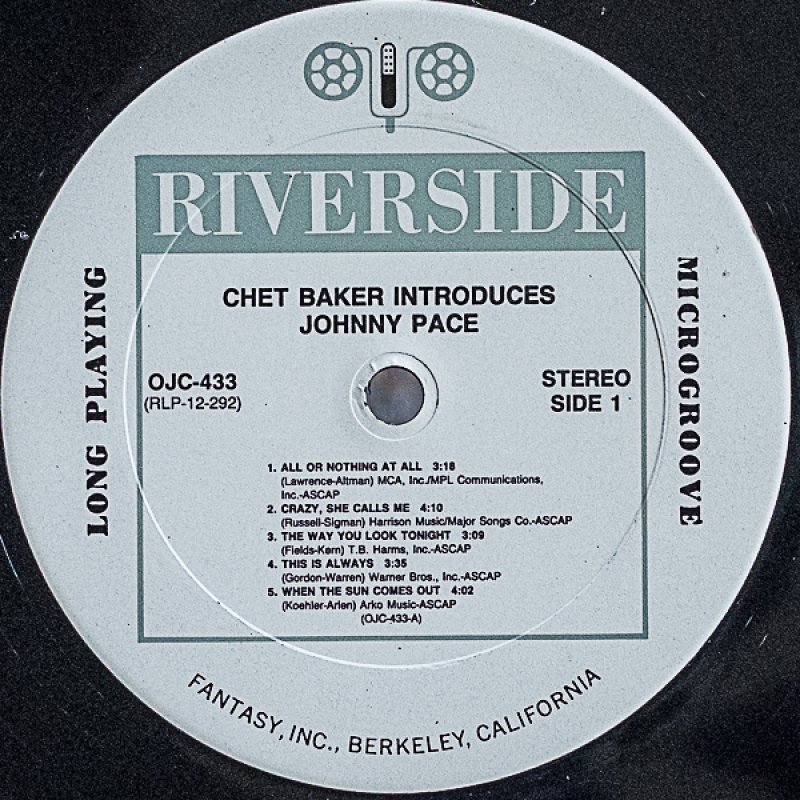 RIVERSIDE
CHET BAKER INTRODUCES
JOHNNY PACE
LONG PLAYING
MICROGROOVE
OJC-433
(RLP-12-292)
STEREO
SIDE 1
1. ALL OR NOTHING AT ALL 3:18
(Lawrence-Altman) MCA, Inc./MPL Communications,
Inc.-ASCAP
2. CRAZY, SHE CALLS ME 4:10
(Russell-Sigman) Harrison Music/Major Songs Co.-ASCAP
3. THE WAY YOU LOOK TONIGHT 3:09
(Fields-Kern) T.B. Harms, Inc.-ASCAP
4. THIS IS ALWAYS 3:35
(Gordon-Warren) Warner Bros., Inc.-ASCAP
5. WHEN THE SUN COMES OUT 4:02
(Koehler-Arlen) Arko Music-ASCAP
(OJC-433-A)
FANTASY, INC., BERKELEY, CALIFORNIA